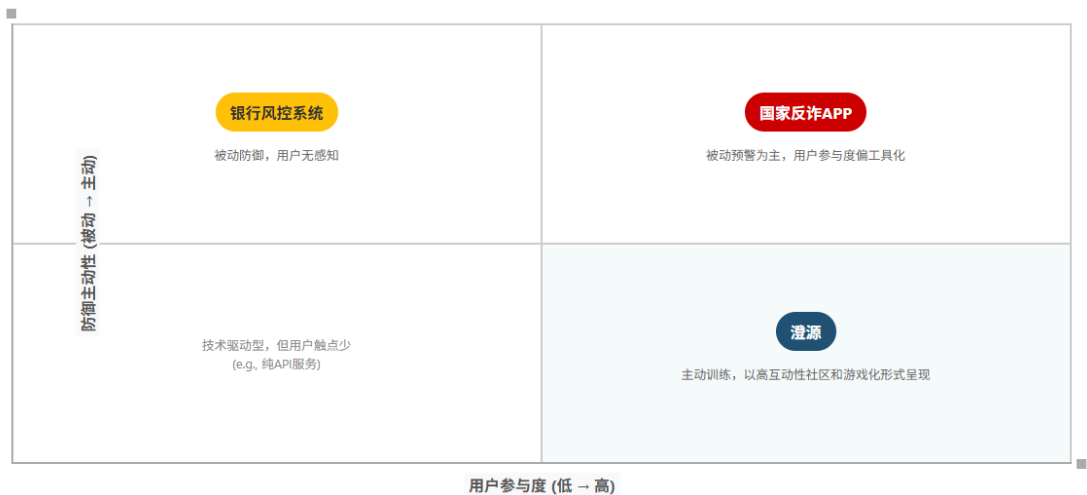 银行风控系统
被动防御，用户无感知
国家反诈APP
被动预警为主，用户参与度偏工具化
防御主动性 (被动 → 主动)
技术驱动型，但用户触点少
(e.g., 纯API服务)
澄源
主动训练，以高互动性社区和游戏化形式呈现
用户参与度 (低 → 高)